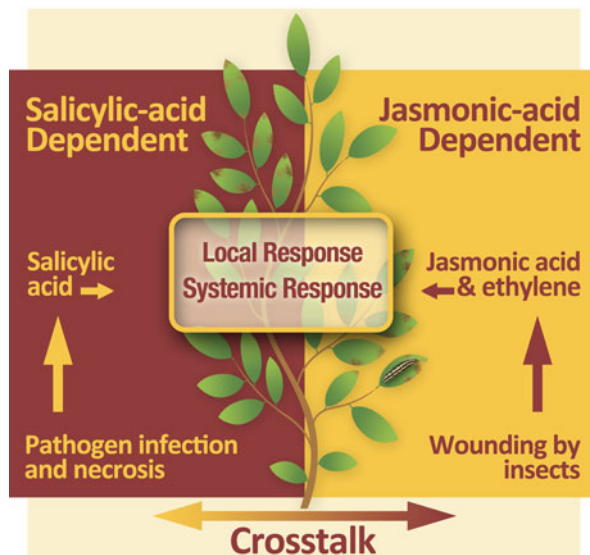 Salicylic-acid
Dependent
Jasmonic-acid
Dependent
Local Response
Systemic Response
Salicylic
acid
Jasmonic acid
& ethylene
Pathogen infection
and necrosis
Wounding by
insects
Crosstalk